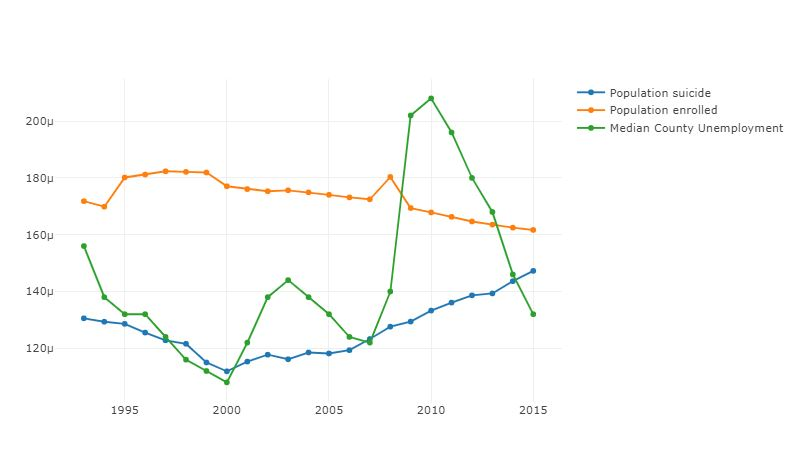 Population suicide
Population enrolled
Median County Unemployment
200μ
180μ
160μ
140μ
120μ
1995 2000 2005 2010 2015